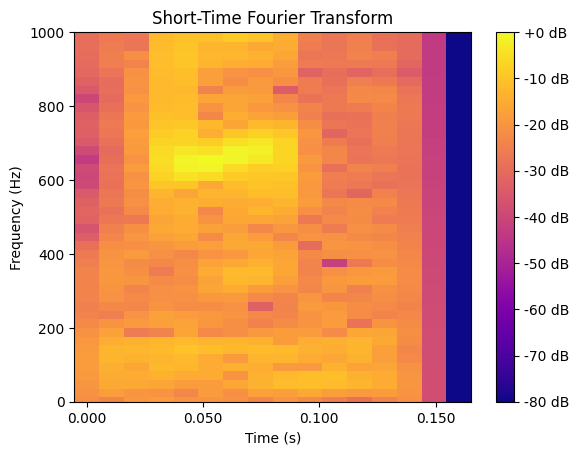 Short-Time Fourier Transform
1000
800
600
400
200
0
Frequency (Hz)
0.000
0.050
0.100
0.150
Time (s)
+0 dB
-10 dB
-20 dB
-30 dB
-40 dB
-50 dB
-60 dB
-70 dB
-80 dB